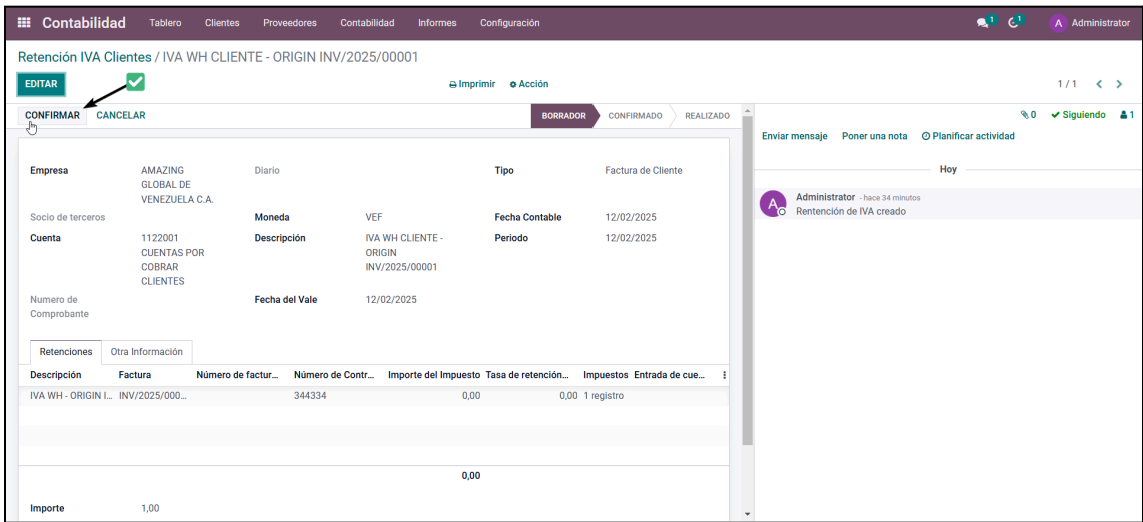 Contabilidad Tablero Clientes Proveedores Contabilidad Informes Configuración 1 1 A Administrator
Retención IVA Clientes / IVA WH CLIENTE - ORIGIN INV/2025/00001
EDITAR Imprimir Acción 1 / 1
CONFIRMAR CANCELAR BORRADOR CONFIRMADO REALIZADO 0 Siguiendo 1
Enviar mensaje Poner una nota Planificar actividad
Hoy
Empresa AMAZING Diario Tipo Factura de Cliente
GLOBAL DE
VENEZUELA C.A.
A Administrator - hace 34 minutos
Rentención de IVA creado
Socio de terceros Moneda VEF Fecha Contable 12/02/2025
Cuenta 1122001 Descripción IVA WH CLIENTE - Periodo 12/02/2025
CUENTAS POR ORIGIN
COBRAR INV/2025/00001
CLIENTES
Numero de Fecha del Vale 12/02/2025
Comprobante
Retenciones Otra Información
Descripción Factura Número de factur... Número de Contr... Importe del Impuesto Tasa de retención... Impuestos Entrada de cue...
IVA WH - ORIGIN I... INV/2025/000... 344334 0,00 0,00 1 registro
0,00
Importe 1,00